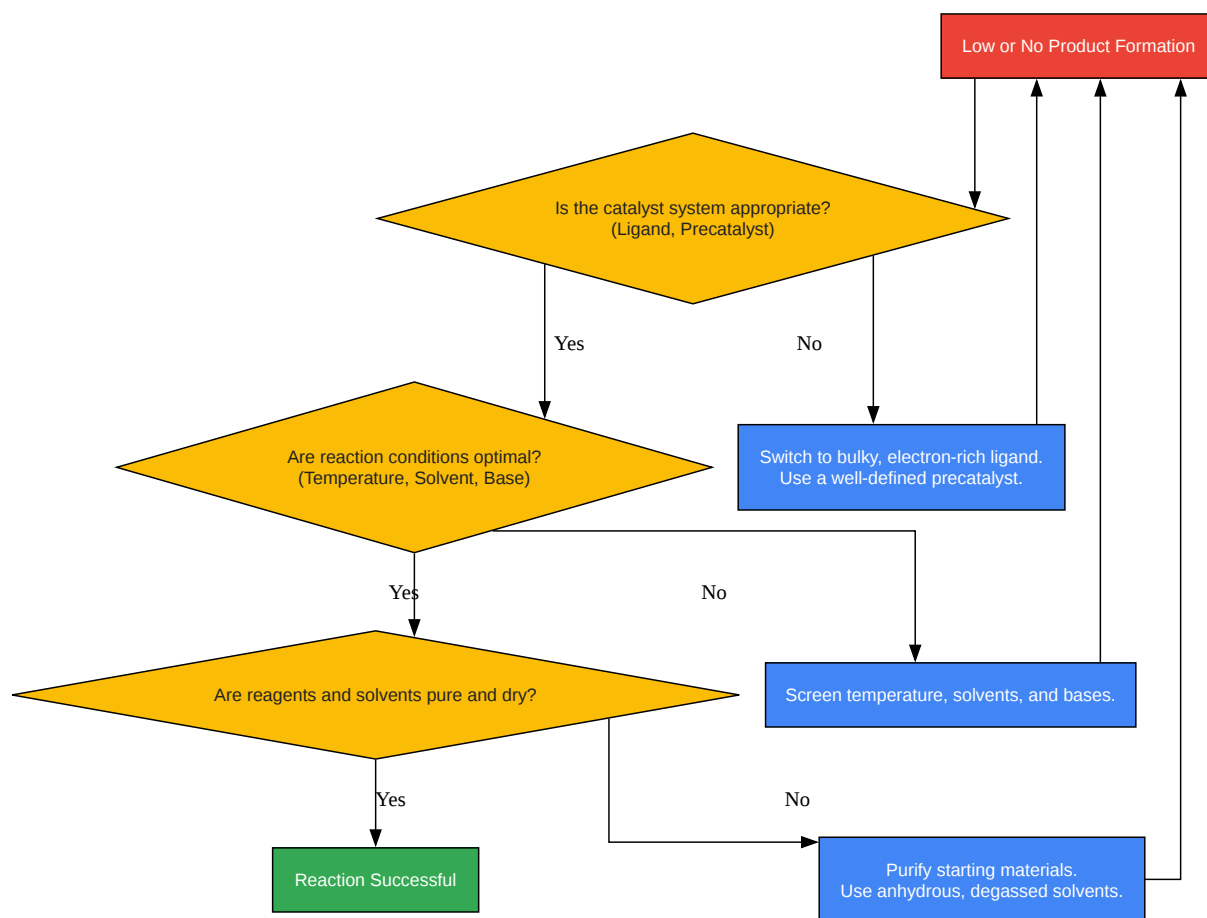 Low or No Product Formation
Is the catalyst system appropriate?
(Ligand, Precatalyst)
Yes
No
Are reaction conditions optimal?
(Temperature, Solvent, Base)
Switch to bulky, electron-rich ligand.
Use a well-defined precatalyst.
Yes
No
Are reagents and solvents pure and dry?
Screen temperature, solvents, and bases.
Yes
No
Reaction Successful
Purify starting materials.
Use anhydrous, degassed solvents.